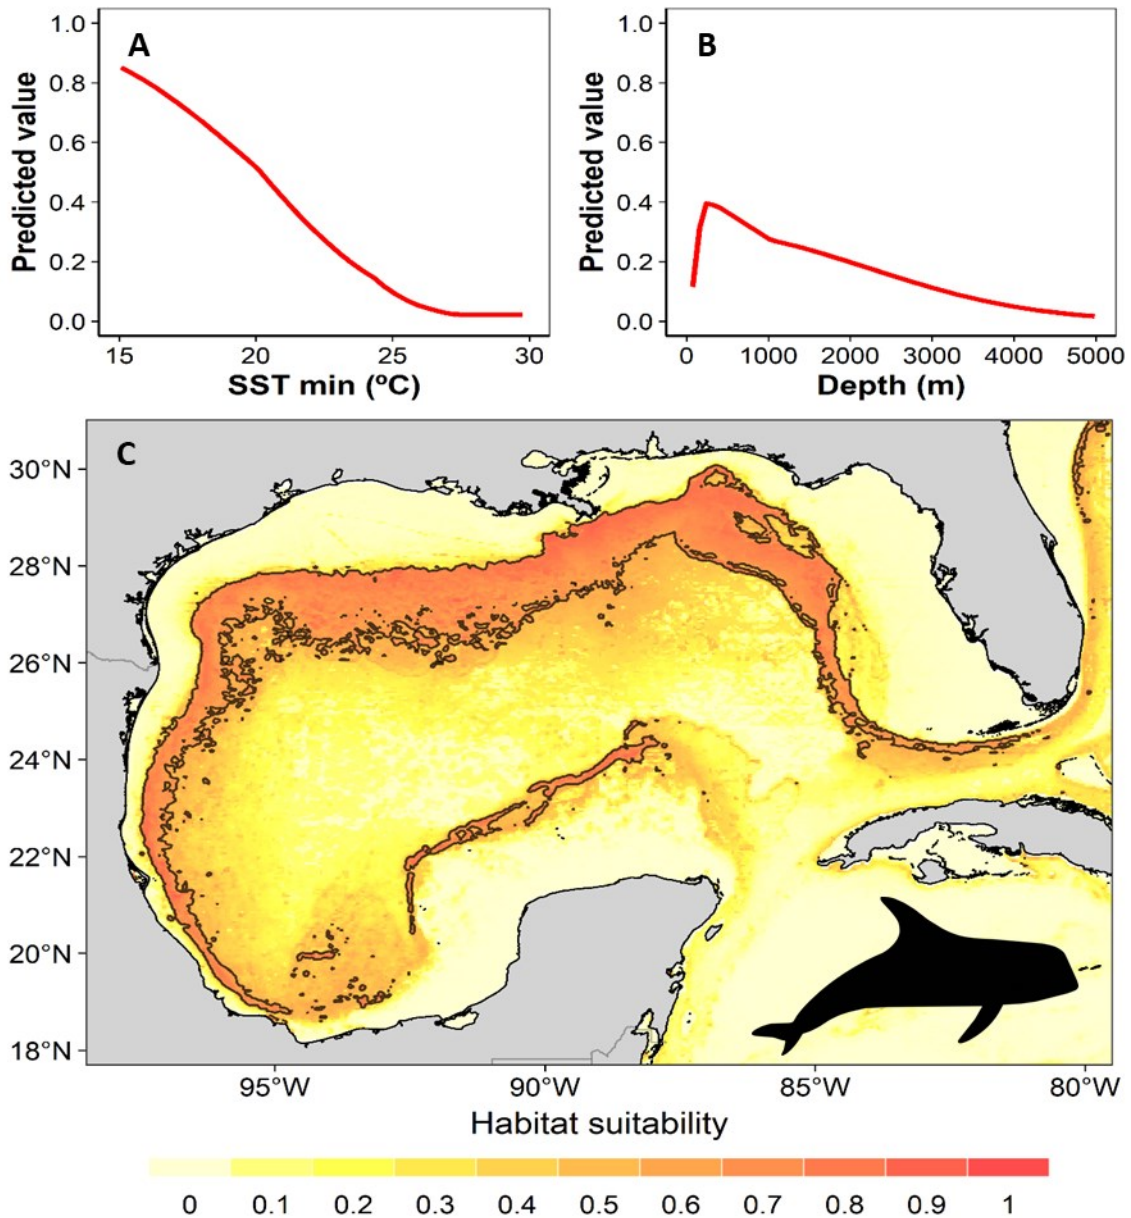 A
Predicted value
1.0
0.8
0.6
0.4
0.2
0.0
15 20 25 30
SST min (ºC)
B
Predicted value
1.0
0.8
0.6
0.4
0.2
0.0
0 1000 2000 3000 4000 5000
Depth (m)
C
30°N
28°N
26°N
24°N
22°N
20°N
18°N
95°W 90°W 85°W 80°W
Habitat suitability
0 0.1 0.2 0.3 0.4 0.5 0.6 0.7 0.8 0.9 1